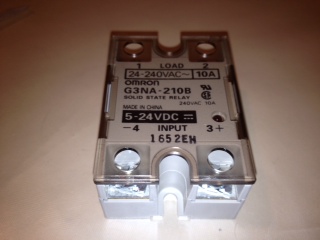 1 LOAD 2
24-240VAC~ 10A
OMRON
G3NA-210B
SOLID STATE RELAY
240VAC 10A
MADE IN CHINA
5-24VDC
-4 INPUT 3+
1652EH